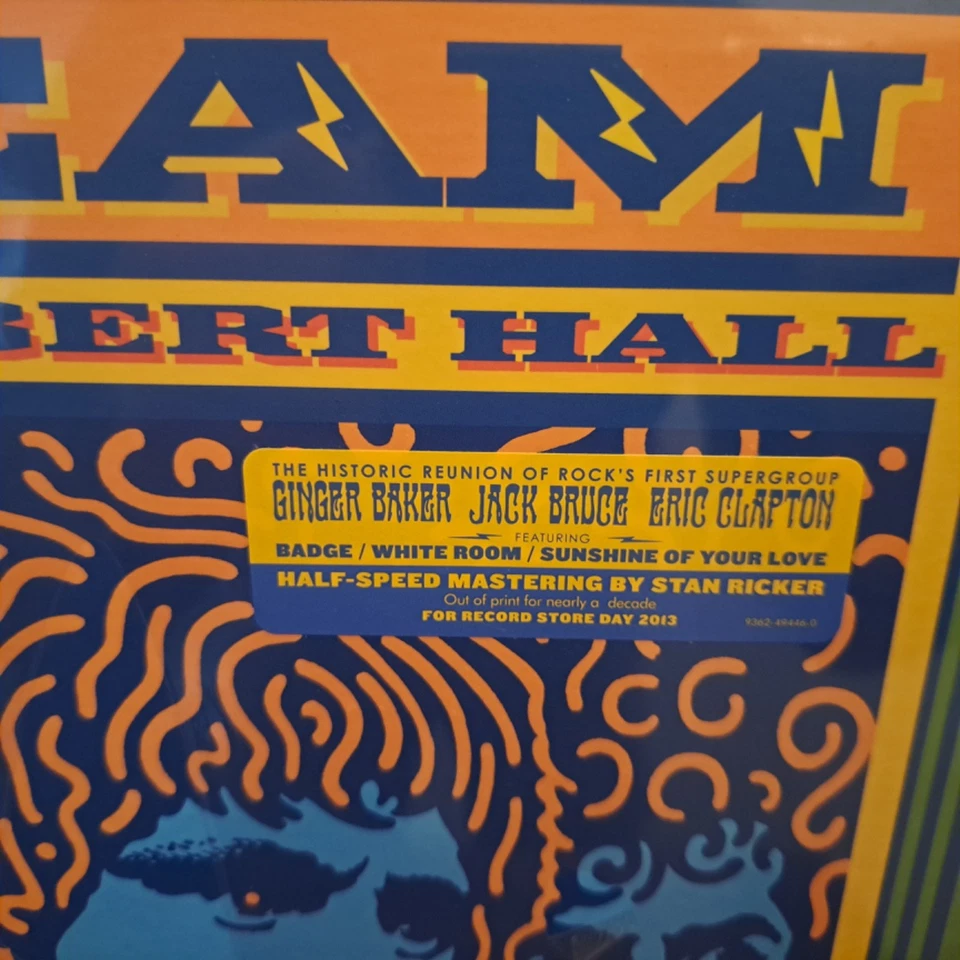 EAM
BERT HALL
THE HISTORIC REUNION OF ROCK'S FIRST SUPERGROUP
GINGER BAKER JACK BRUCE ERIC CLAPTON
FEATURING
BADGE / WHITE ROOM / SUNSHINE OF YOUR LOVE
HALF-SPEED MASTERING BY STAN RICKER
Out of print for nearly a decade
FOR RECORD STORE DAY 2013
9362-49446-0